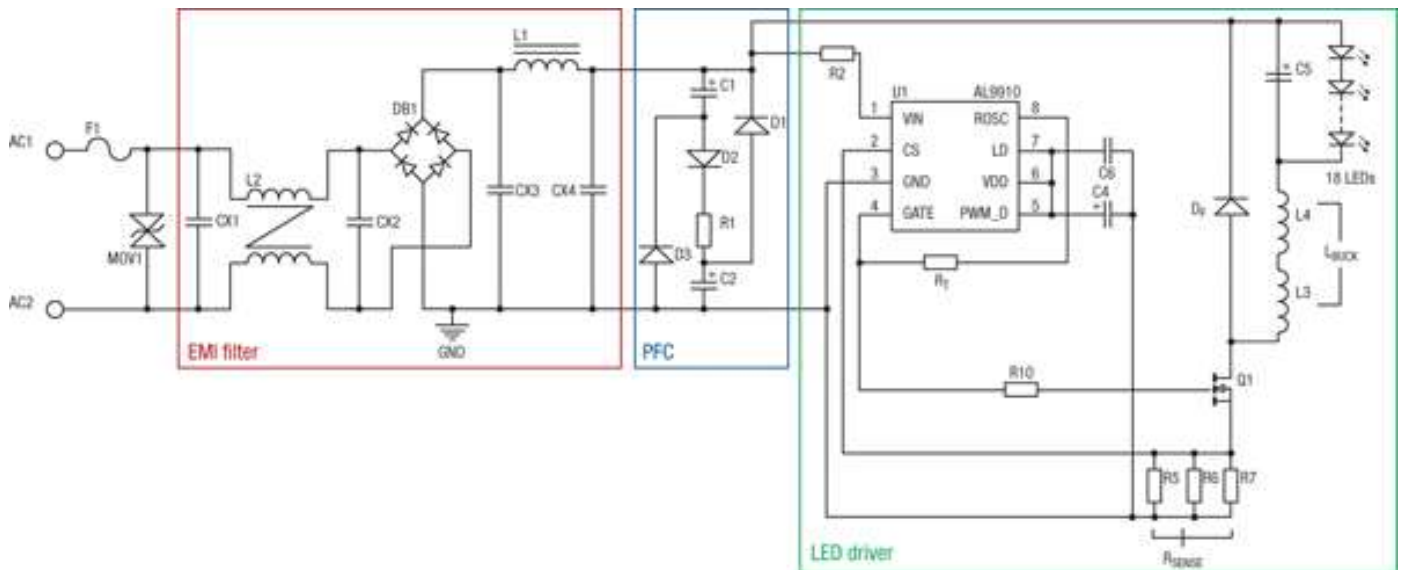 L1
C1
R2
U1 AL9910
C5
DB1
D1
1 VIN ROSC 8
AC1
F1
2 CS LD 7
D2
C6
3 GND VDD 6
18 LEDs
L2
C4
CX1
CX2
CX3
CX4
4 GATE PWM_D 5
L4
R1
LBUCK
MOV1
D3
C2
RT
L3
AC2
EMI filter
GND
PFC
R10
Q1
R5
R6
R7
LED driver
RSENSE